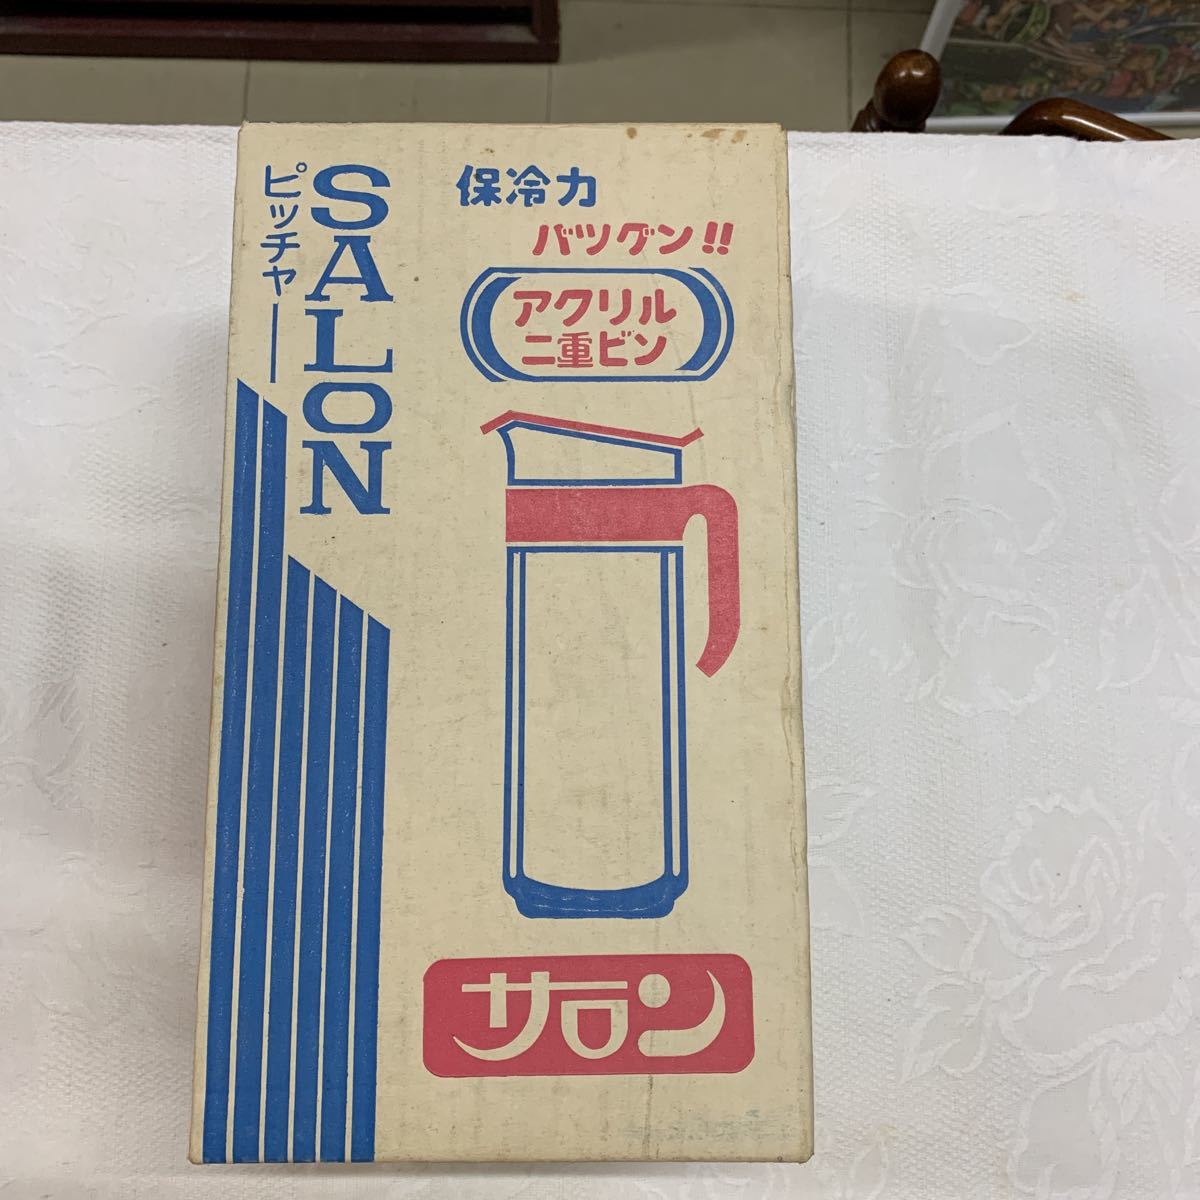 SALON
ピッチャー
保冷力
バツグン!!
アクリル
二重ビン
サロン